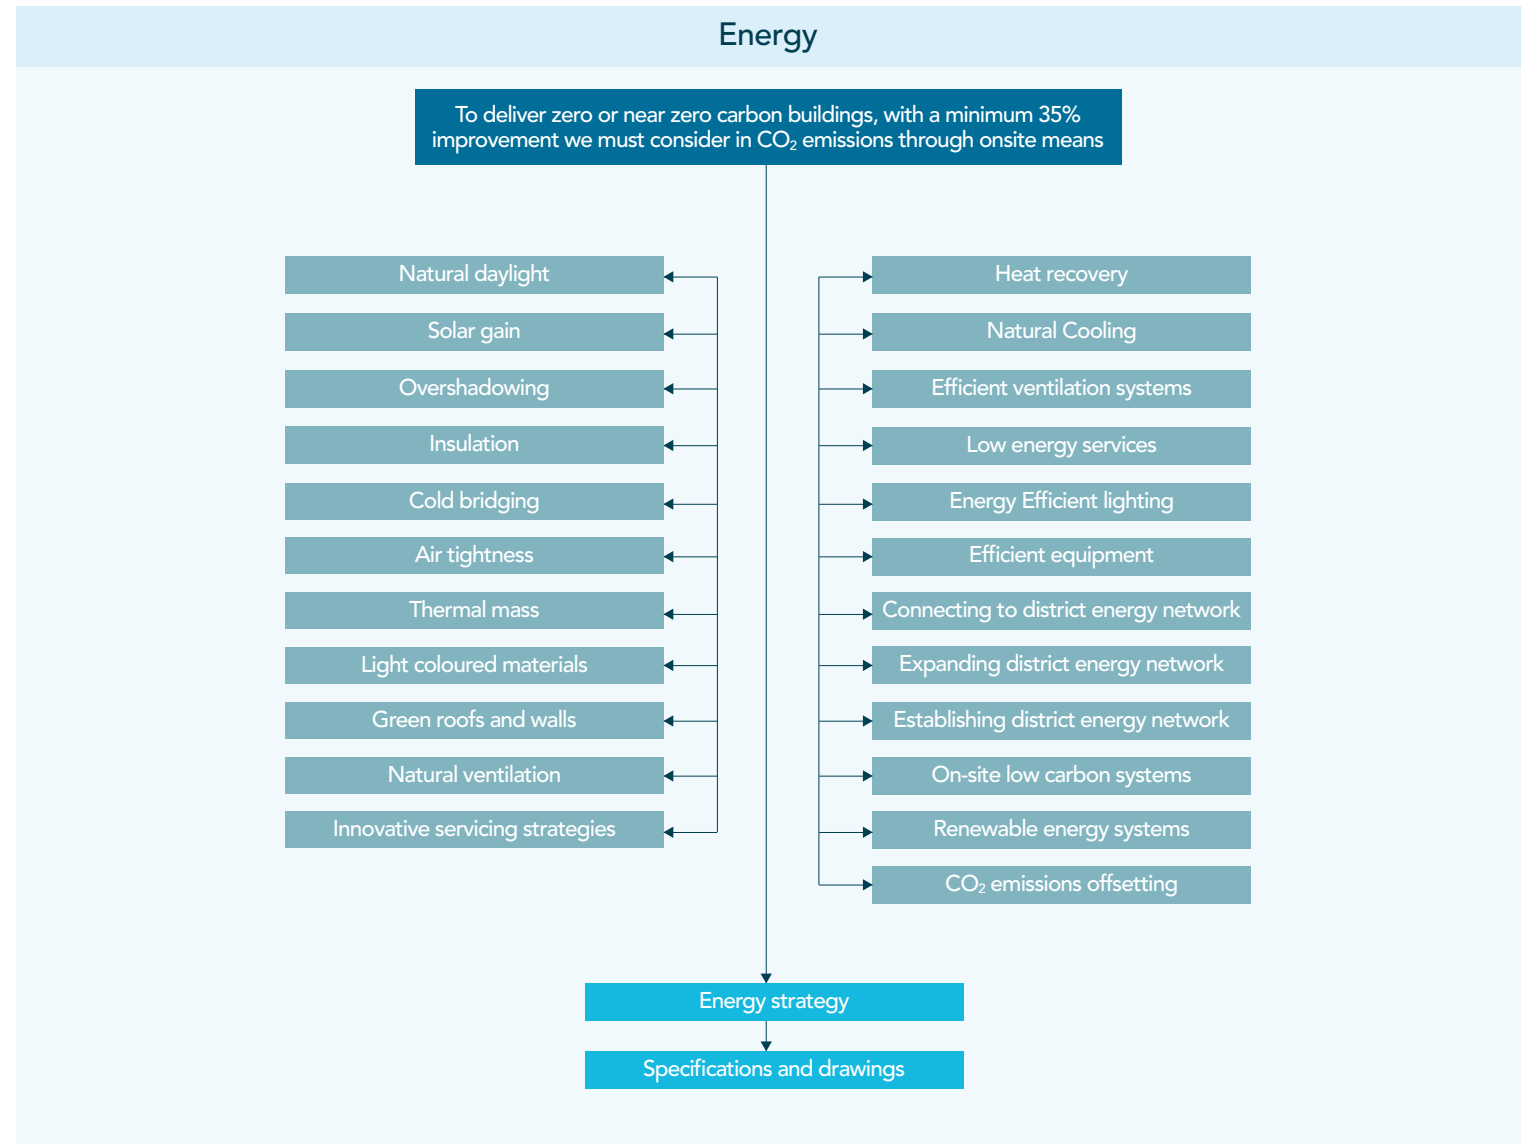 Energy
To deliver zero or near zero carbon buildings, with a minimum 35%
improvement we must consider in CO₂ emissions through onsite means
Natural daylight
Solar gain
Overshadowing
Insulation
Cold bridging
Air tightness
Thermal mass
Light coloured materials
Green roofs and walls
Natural ventilation
Innovative servicing strategies
Heat recovery
Natural Cooling
Efficient ventilation systems
Low energy services
Energy Efficient lighting
Efficient equipment
Connecting to district energy network
Expanding district energy network
Establishing district energy network
On-site low carbon systems
Renewable energy systems
CO₂ emissions offsetting
Energy strategy
Specifications and drawings